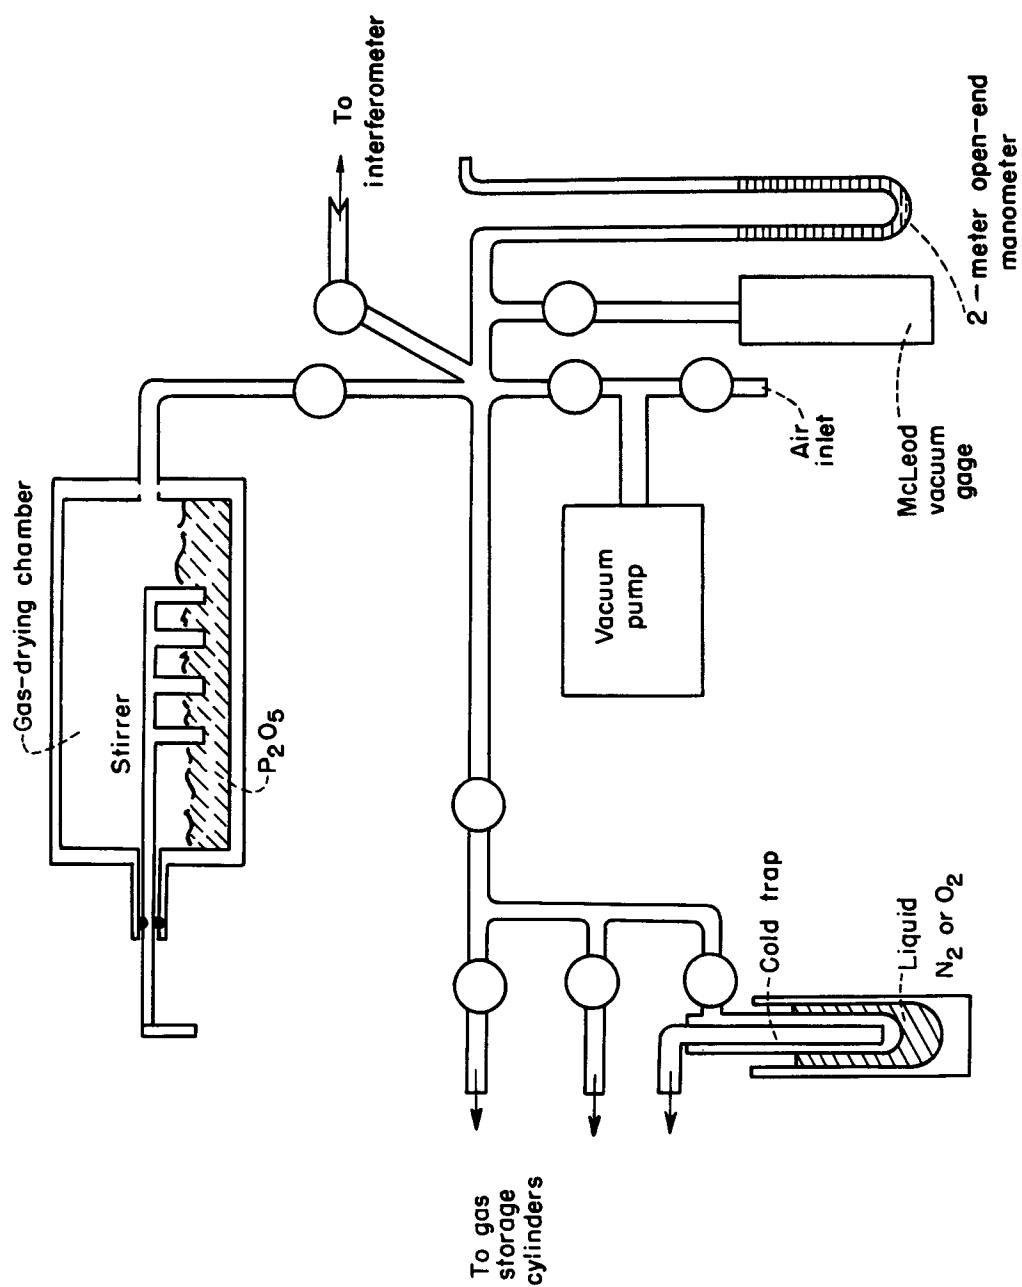 Gas-drying chamber
Stirrer
P2O5
To
interferometer
Vacuum
pump
Air
inlet
McLeod
vacuum
gage
2-meter open-end
manometer
Cold trap
Liquid
N2 or O2
To gas
storage
cylinders